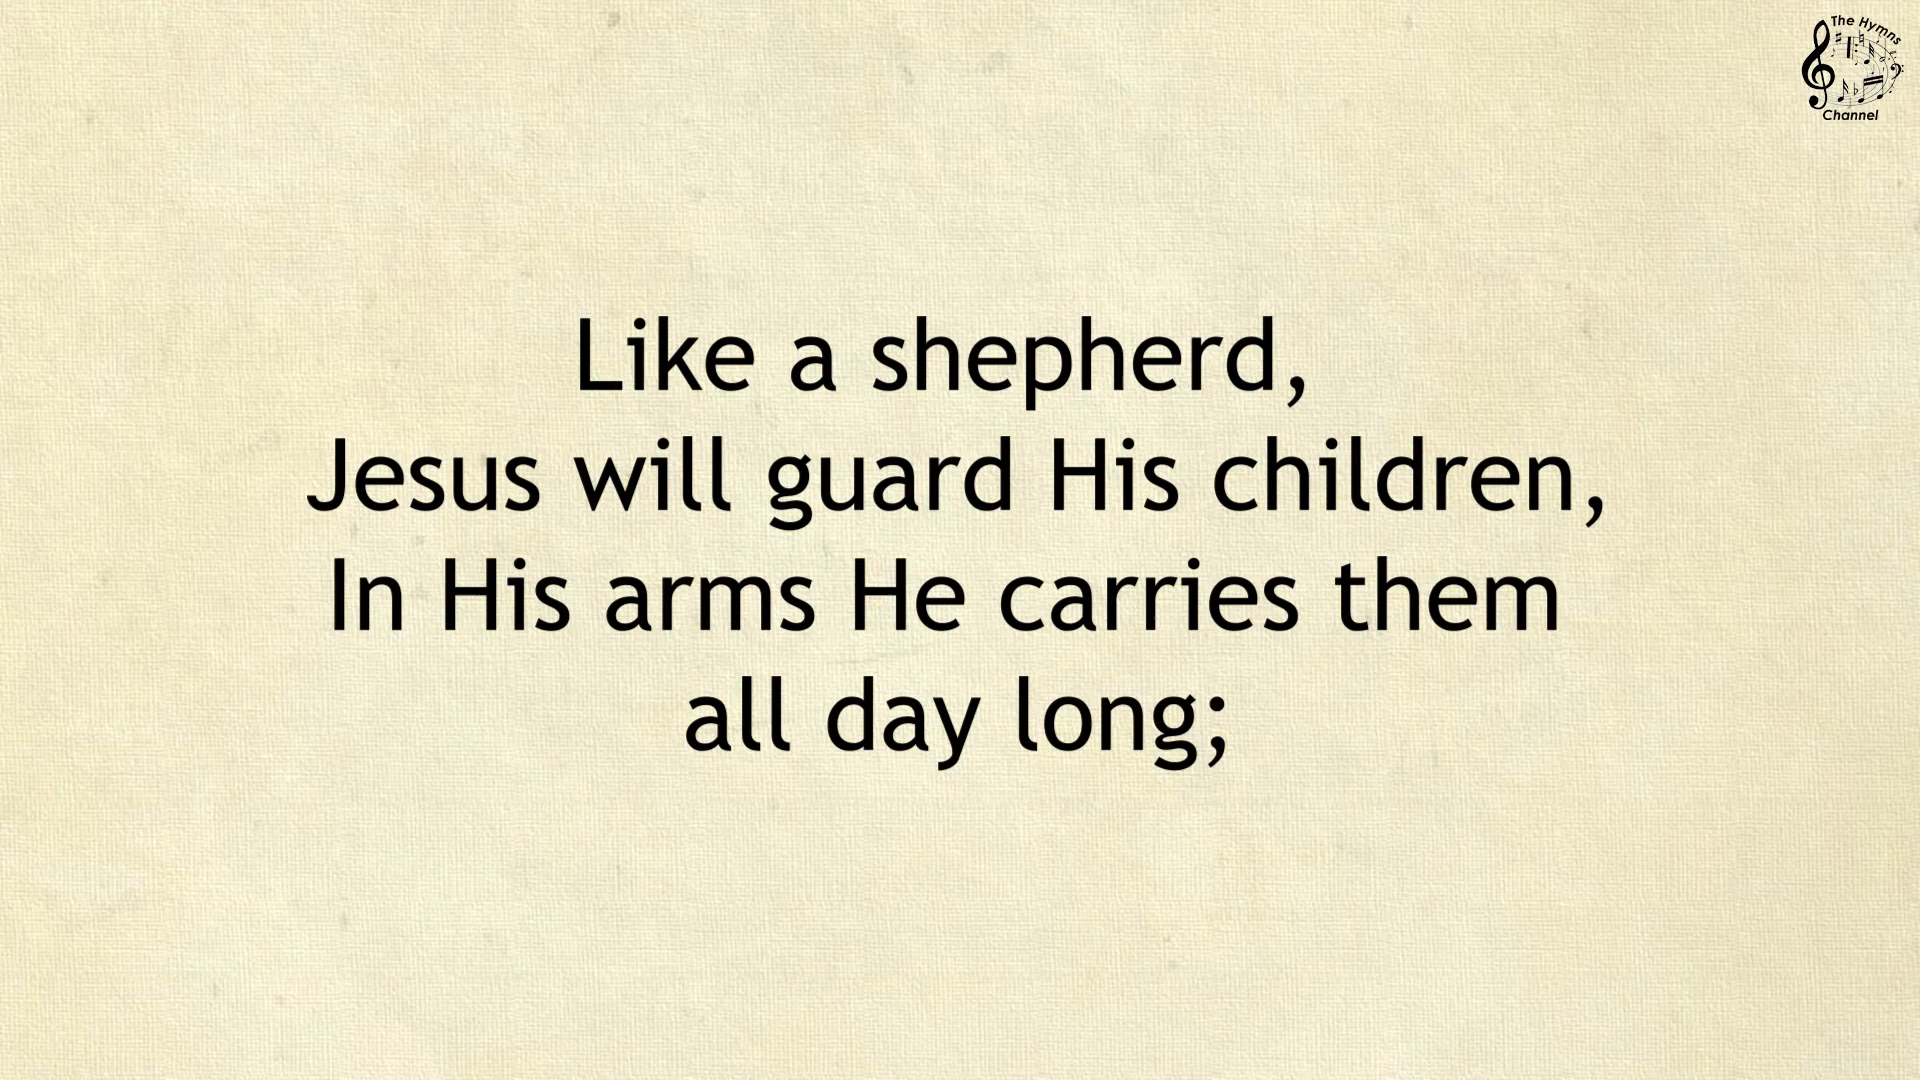 The Hymns
Channel
Like a shepherd,
Jesus will guard His children,
In His arms He carries them
all day long;